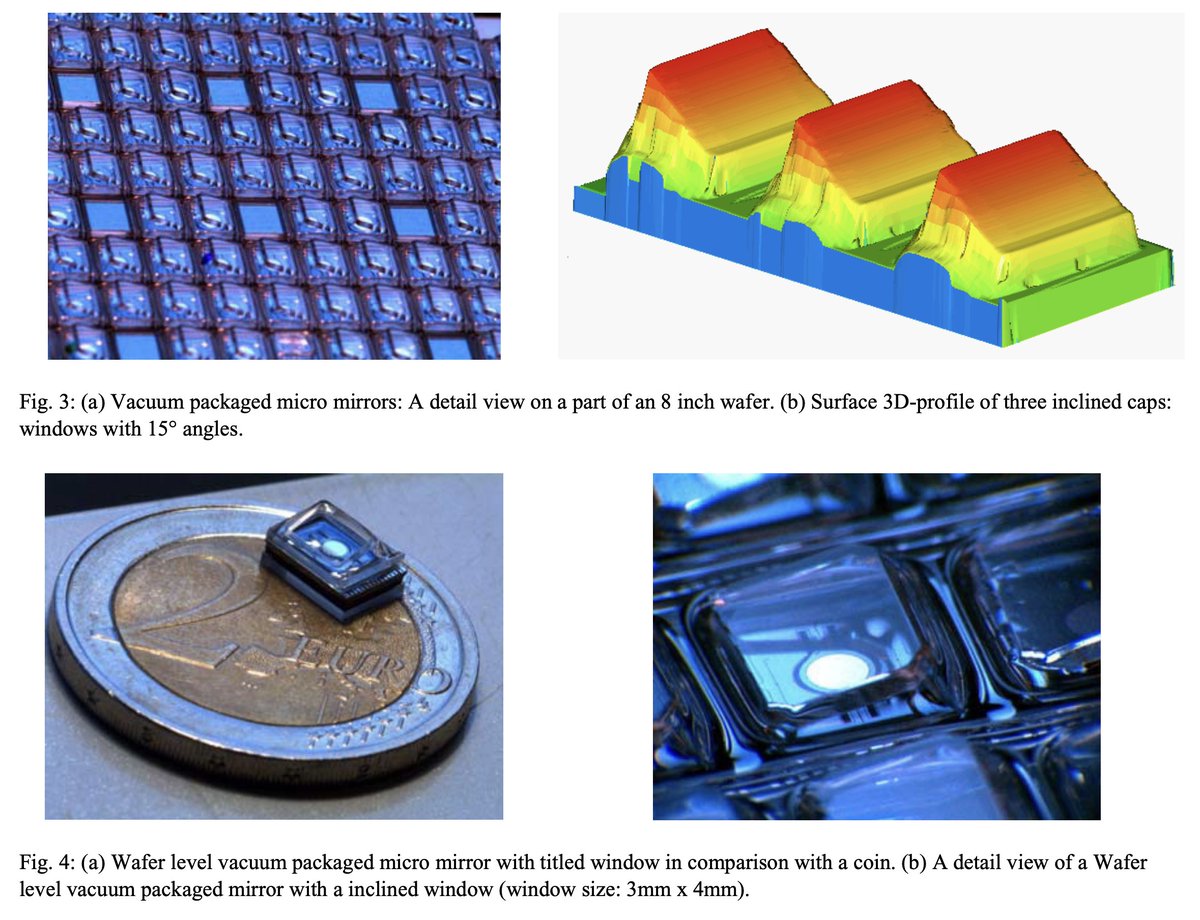 2 EURO
Fig. 3: (a) Vacuum packaged micro mirrors: A detail view on a part of an 8 inch wafer. (b) Surface 3D-profile of three inclined caps:
windows with 15° angles.
Fig. 4: (a) Wafer level vacuum packaged micro mirror with titled window in comparison with a coin. (b) A detail view of a Wafer
level vacuum packaged mirror with a inclined window (window size: 3mm x 4mm).